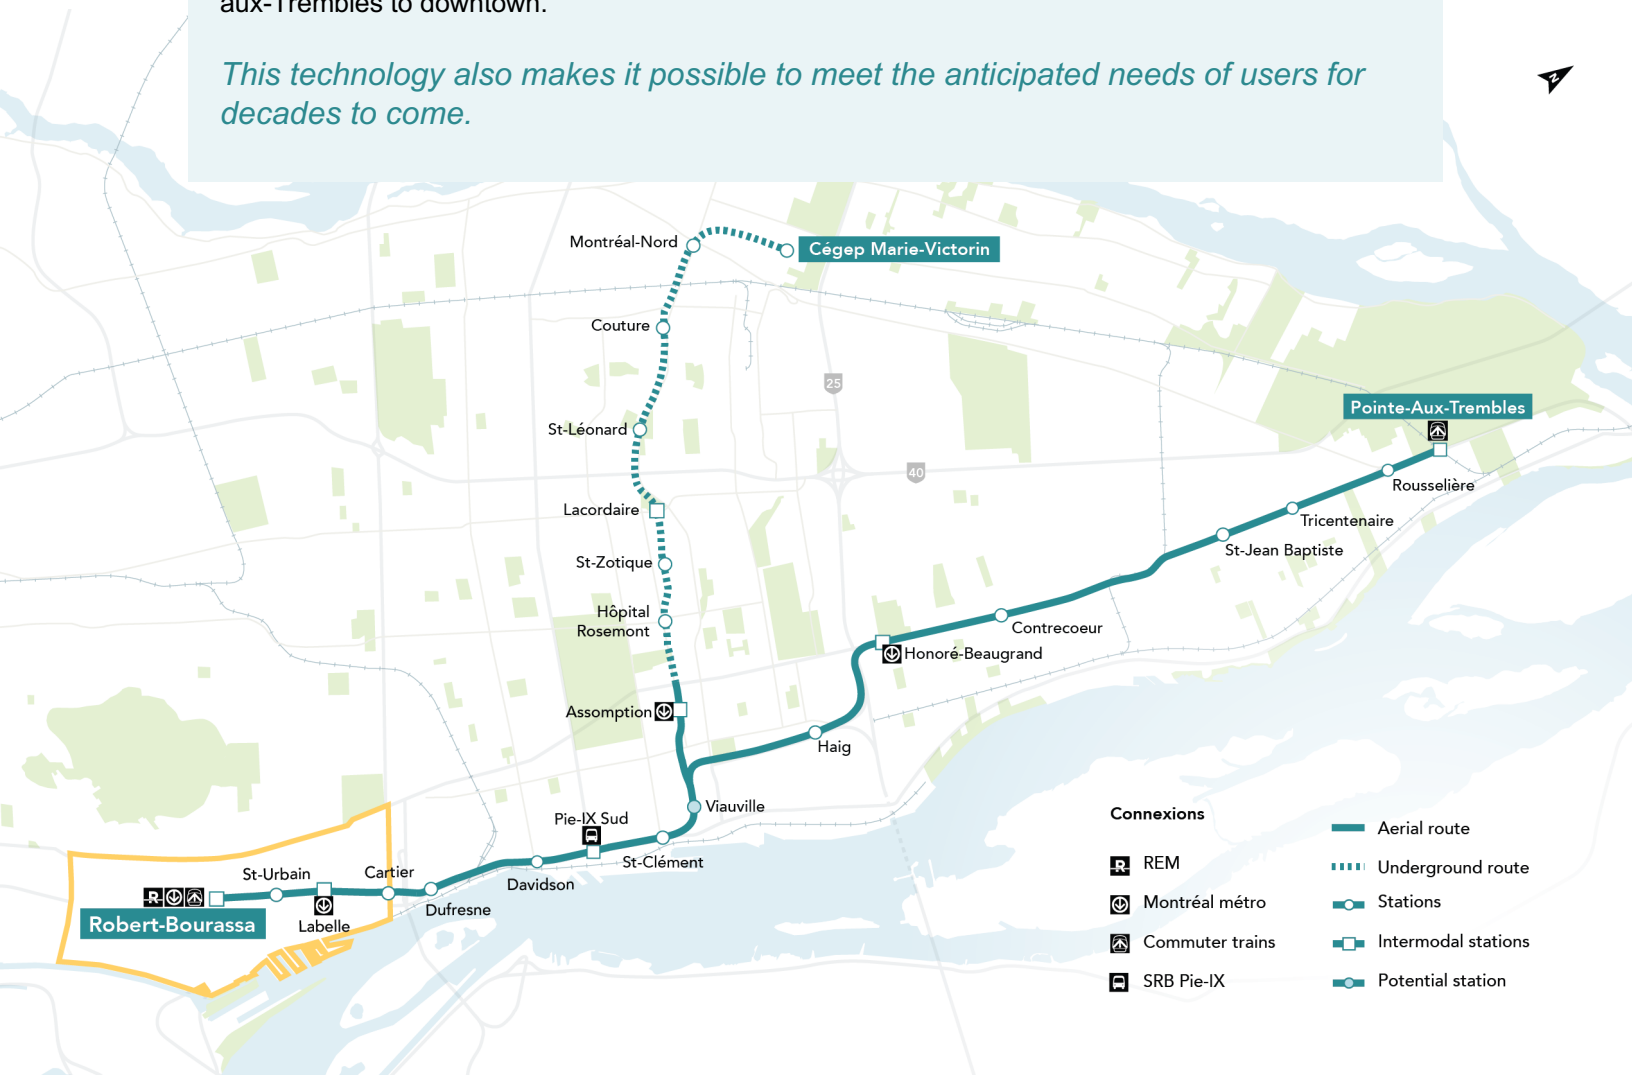 aux-Trembles to downtown.
This technology also makes it possible to meet the anticipated needs of users for
decades to come.
N
Montréal-Nord
Cégep Marie-Victorin
Couture
25
Pointe-Aux-Trembles
St-Léonard
40
Rousselière
Lacordaire
Tricentenaire
St-Jean Baptiste
St-Zotique
Hôpital
Rosemont
Contrecoeur
Honoré-Beaugrand
Assomption
Haig
Viauville
Pie-IX Sud
St-Clément
St-Urbain
Cartier
Davidson
R
Dufresne
Robert-Bourassa
Labelle
Connexions
R REM
Montréal métro
Commuter trains
SRB Pie-IX
Aerial route
Underground route
Stations
Intermodal stations
Potential station